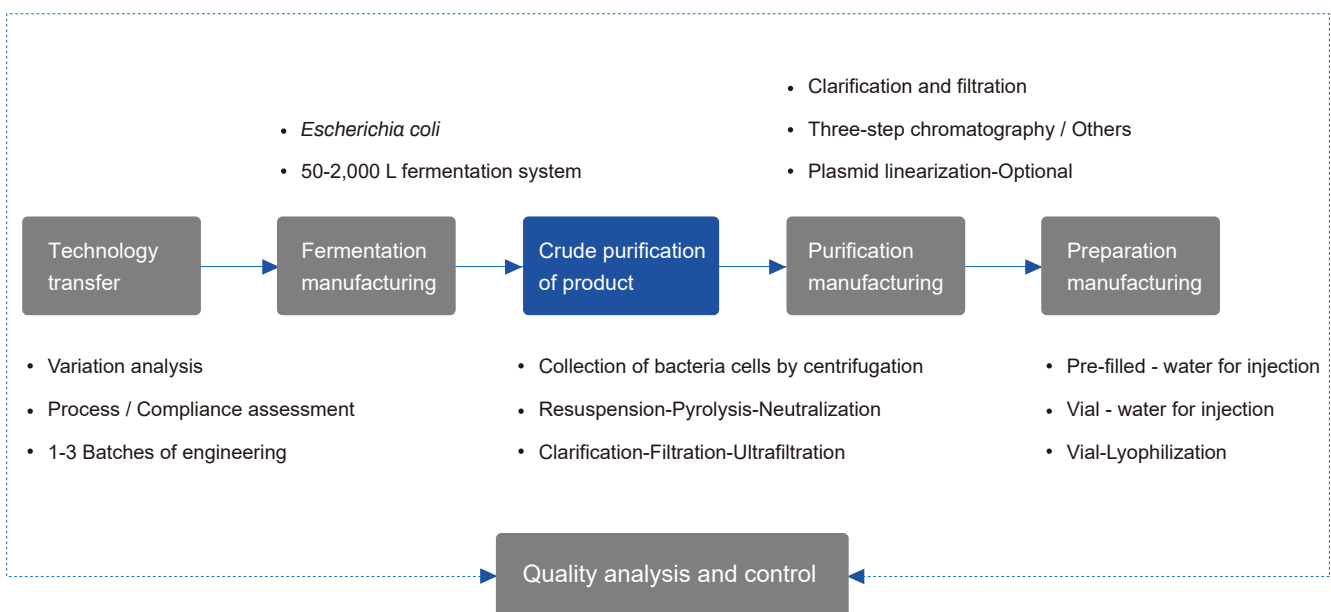 • Clarification and filtration
• Three-step chromatography / Others
• Plasmid linearization-Optional
• Escherichia coli
• 50-2,000 L fermentation system
Technology
transfer
Fermentation
manufacturing
Crude purification
of product
Purification
manufacturing
Preparation
manufacturing
• Variation analysis
• Process / Compliance assessment
• 1-3 Batches of engineering
• Collection of bacteria cells by centrifugation
• Resuspension-Pyrolysis-Neutralization
• Clarification-Filtration-Ultrafiltration
• Pre-filled - water for injection
• Vial - water for injection
• Vial-Lyophilization
Quality analysis and control